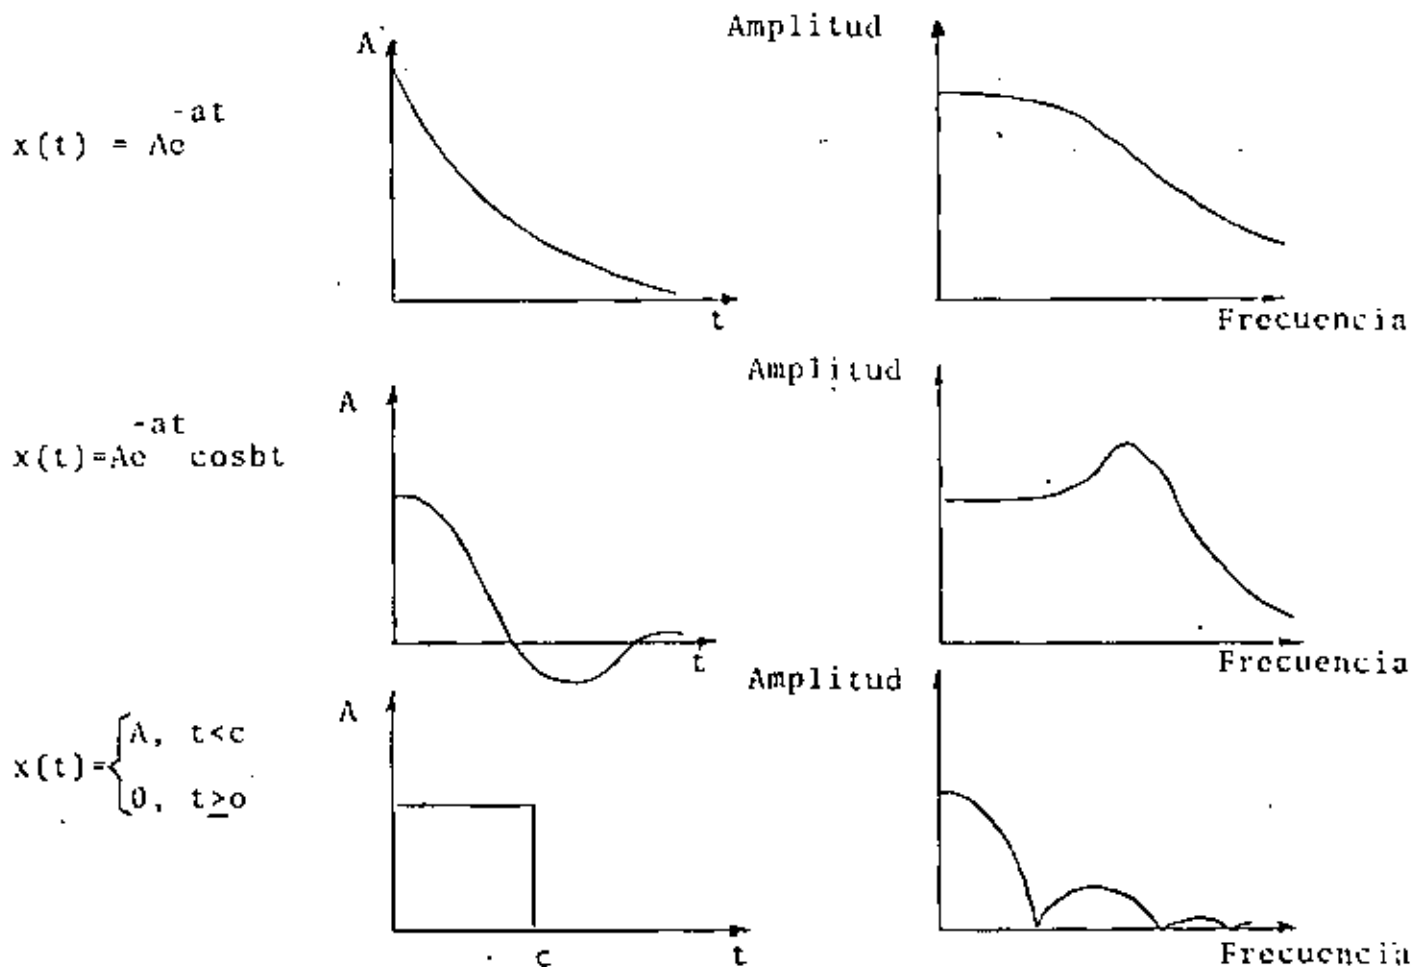 A
Amplitud
x(t) = Ae^-at
t
Frecuencia
A
Amplitud
x(t)=Ae^-at cosbt
t
Frecuencia
A
Amplitud
x(t)={A, t<c
0, t≥o
c
t
Frecuencia